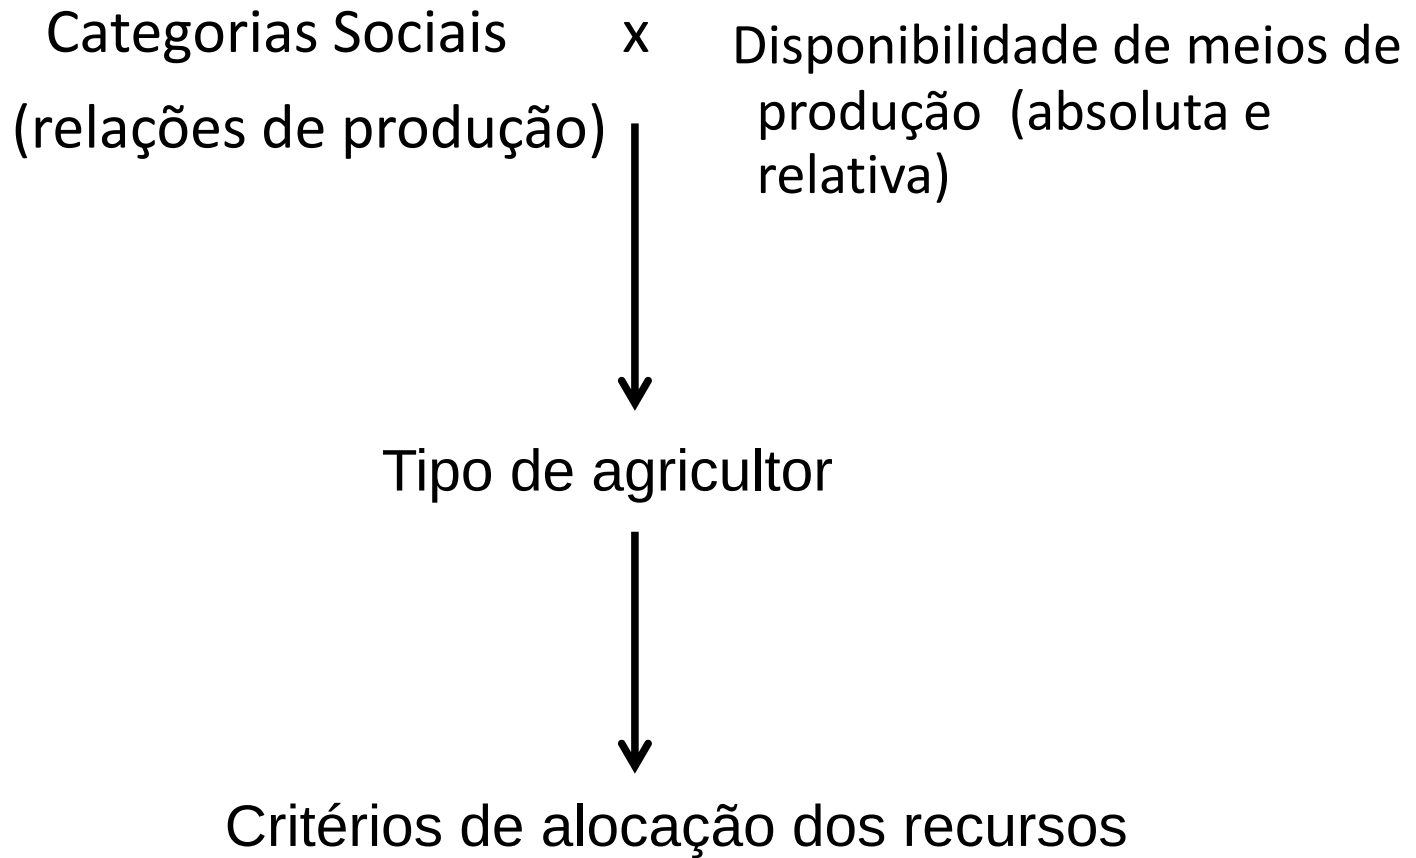 Categorias Sociais x Disponibilidade de meios de
(relações de produção) produção (absoluta e
relativa)
Tipo de agricultor
Critérios de alocação dos recursos